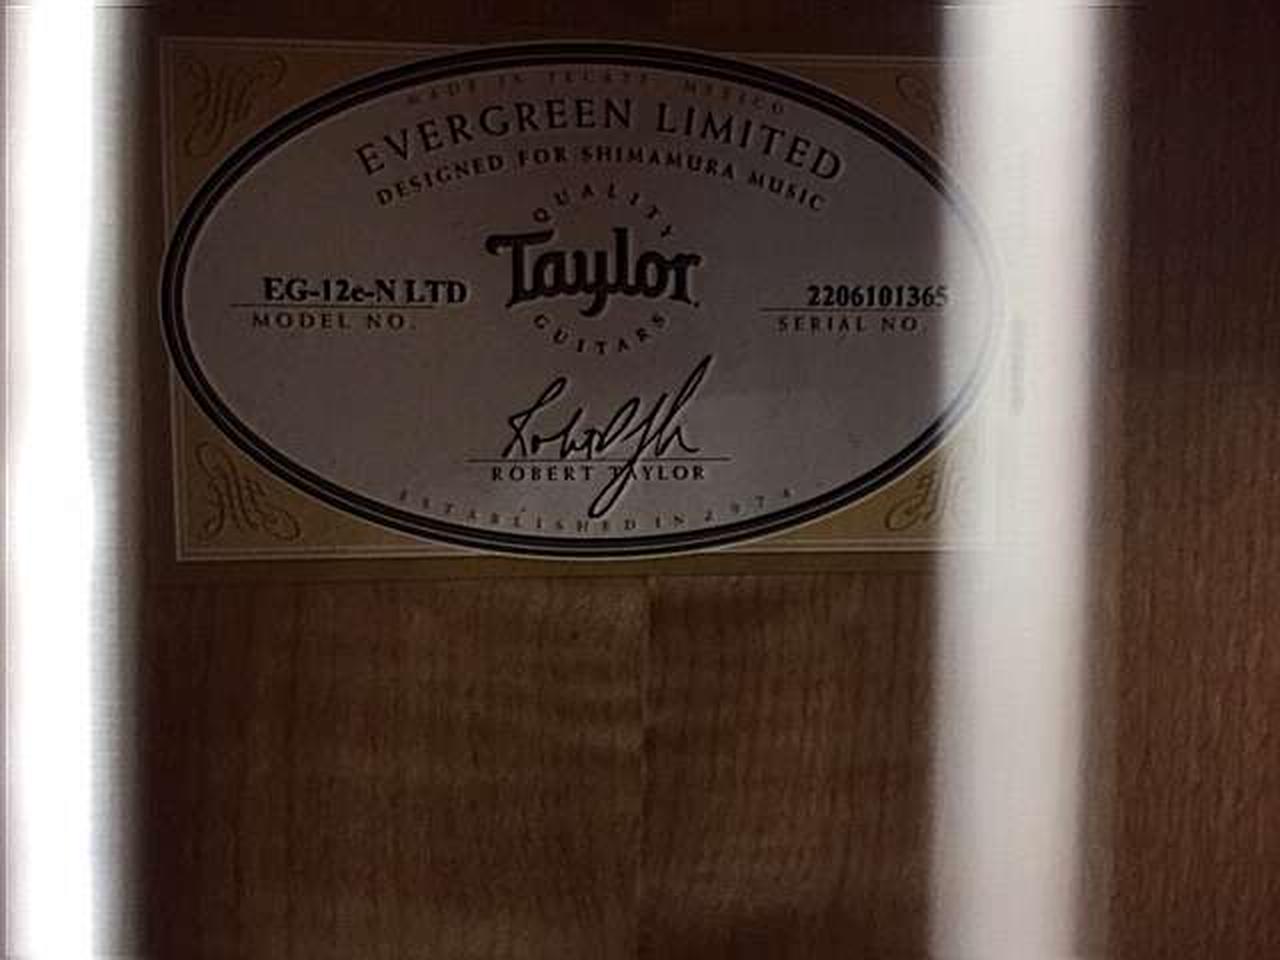 MADE IN TECATE, MEXICO
EVERGREEN LIMITED
DESIGNED FOR SHIMAMURA MUSIC
QUALITY
Taylor
GUITARS
EG-12e-N LTD
MODEL NO.
2206101365
SERIAL NO.
ROBERT TAYLOR
ESTABLISHED IN 1974